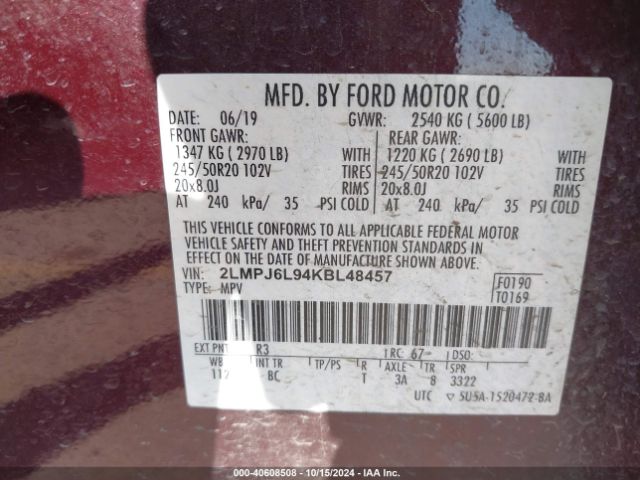 MFD. BY FORD MOTOR CO.
DATE: 06/19 GVWR: 2540 KG ( 5600 LB)
FRONT GAWR: REAR GAWR:
1347 KG ( 2970 LB) WITH 1220 KG ( 2690 LB) WITH
245/50R20 102V TIRES 245/50R20 102V TIRES
20x8.0J RIMS 20x8.0J RIMS
AT 240 kPa/ 35 PSI COLD AT 240 kPa/ 35 PSI COLD
THIS VEHICLE CONFORMS TO ALL APPLICABLE FEDERAL MOTOR
VEHICLE SAFETY AND THEFT PREVENTION STANDARDS IN
EFFECT ON THE DATE OF MANUFACTURE SHOWN ABOVE.
VIN: 2LMPJ6L94KBL48457
TYPE: MPV
F0190
T0169
EXT PNT: R3 RC: 67 DSO:
WB INT TR TP/PS R AXLE TR SPR
112 BC T 3A 8 3322
UTC ▽ 5U5A-1520472-BA
000-40608508 - 10/15/2024 - IAA Inc.